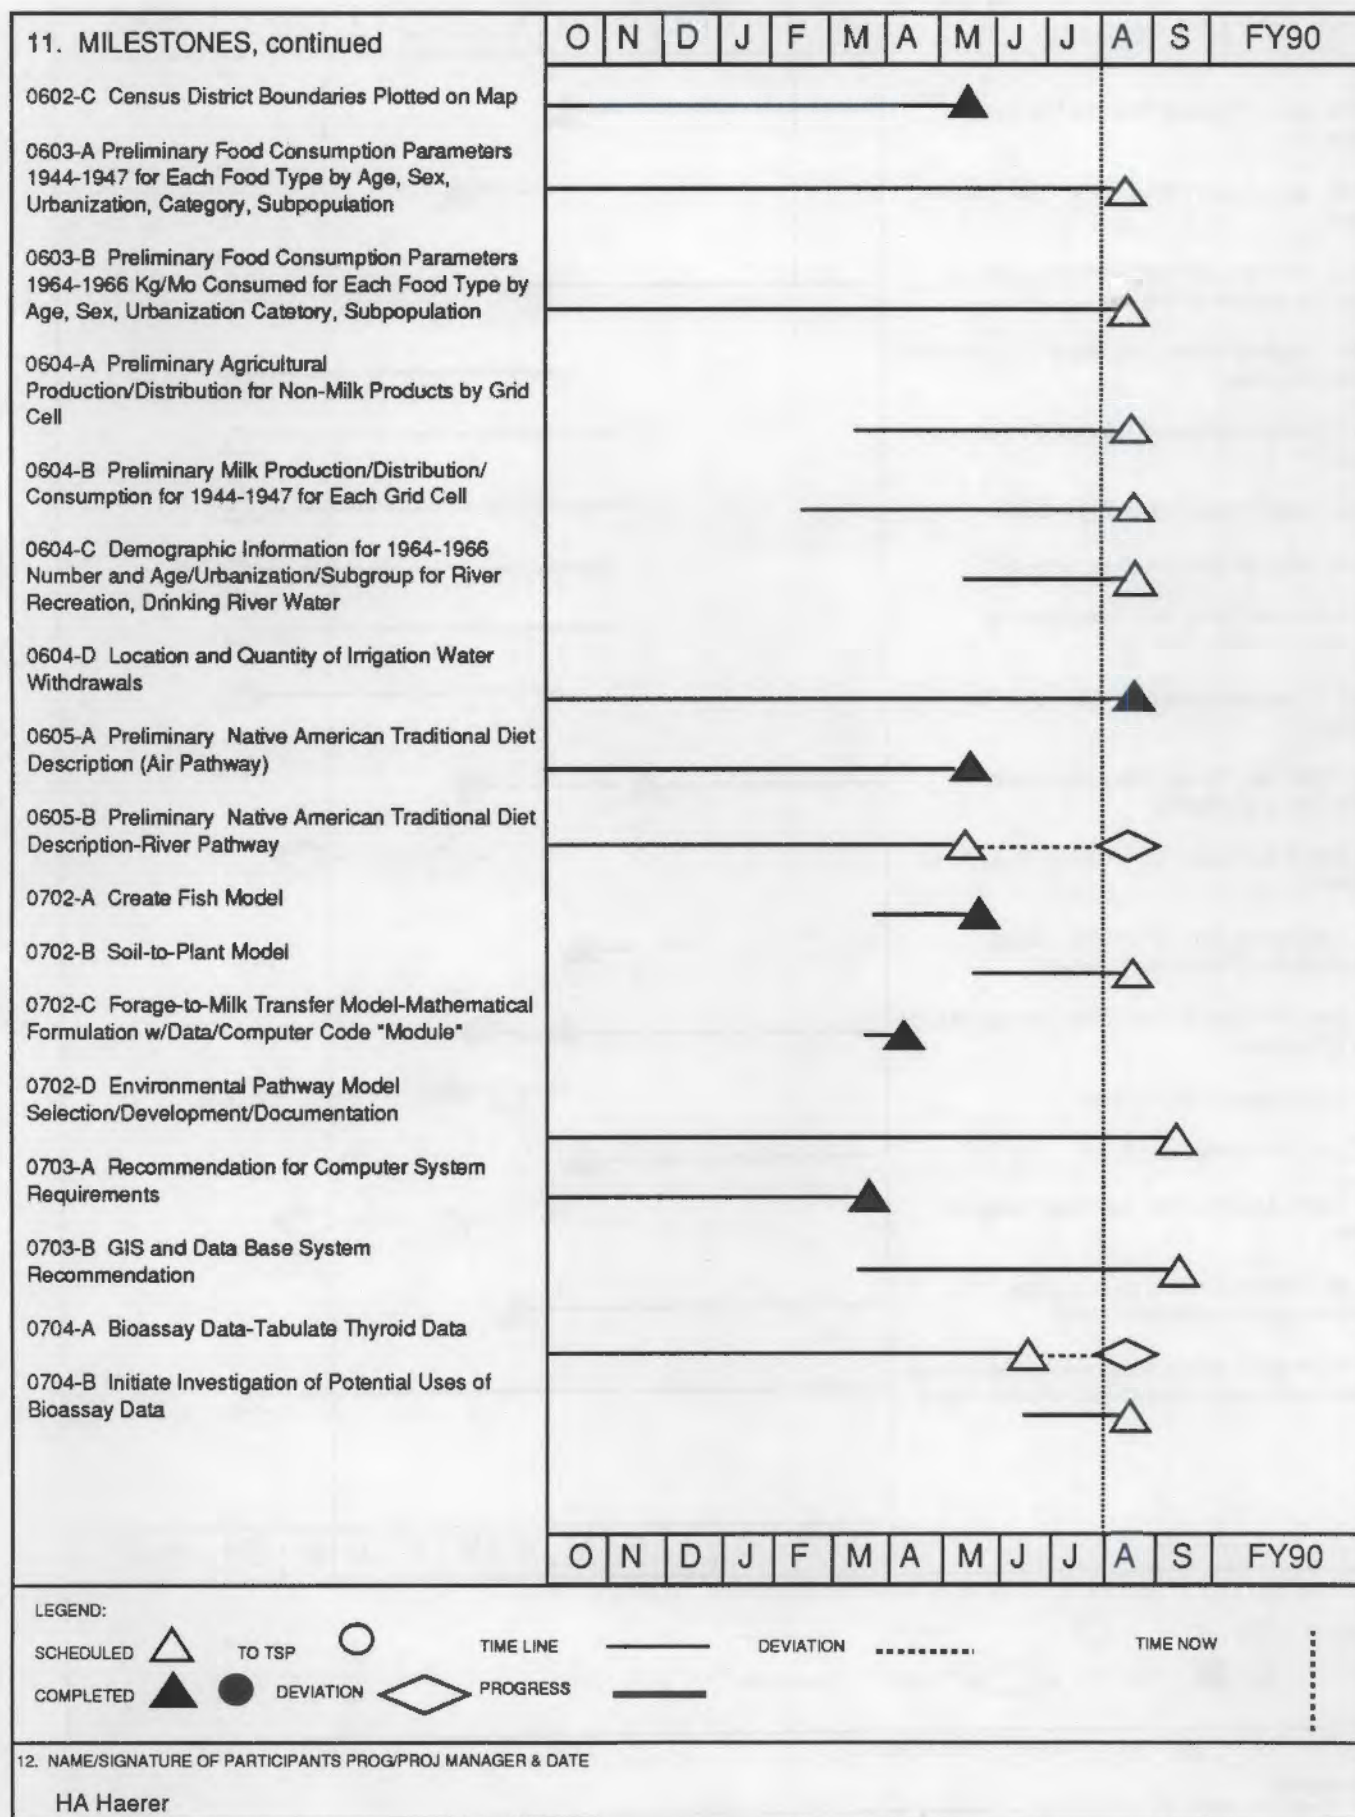 11. MILESTONES, continued
O N D J F M A M J J A S FY90
0602-C Census District Boundaries Plotted on Map
0603-A Preliminary Food Consumption Parameters
1944-1947 for Each Food Type by Age, Sex,
Urbanization, Category, Subpopulation
0603-B Preliminary Food Consumption Parameters
1964-1966 Kg/Mo Consumed for Each Food Type by
Age, Sex, Urbanization Catetory, Subpopulation
0604-A Preliminary Agricultural
Production/Distribution for Non-Milk Products by Grid
Cell
0604-B Preliminary Milk Production/Distribution/
Consumption for 1944-1947 for Each Grid Cell
0604-C Demographic Information for 1964-1966
Number and Age/Urbanization/Subgroup for River
Recreation, Drinking River Water
0604-D Location and Quantity of Irrigation Water
Withdrawals
0605-A Preliminary Native American Traditional Diet
Description (Air Pathway)
0605-B Preliminary Native American Traditional Diet
Description-River Pathway
0702-A Create Fish Model
0702-B Soil-to-Plant Model
0702-C Forage-to-Milk Transfer Model-Mathematical
Formulation w/Data/Computer Code "Module"
0702-D Environmental Pathway Model
Selection/Development/Documentation
0703-A Recommendation for Computer System
Requirements
0703-B GIS and Data Base System
Recommendation
0704-A Bioassay Data-Tabulate Thyroid Data
0704-B Initiate Investigation of Potential Uses of
Bioassay Data
O N D J F M A M J J A S FY90
LEGEND:
SCHEDULED TO TSP TIME LINE DEVIATION TIME NOW
COMPLETED DEVIATION PROGRESS
12. NAME/SIGNATURE OF PARTICIPANTS PROG/PROJ MANAGER & DATE
HA Haerer